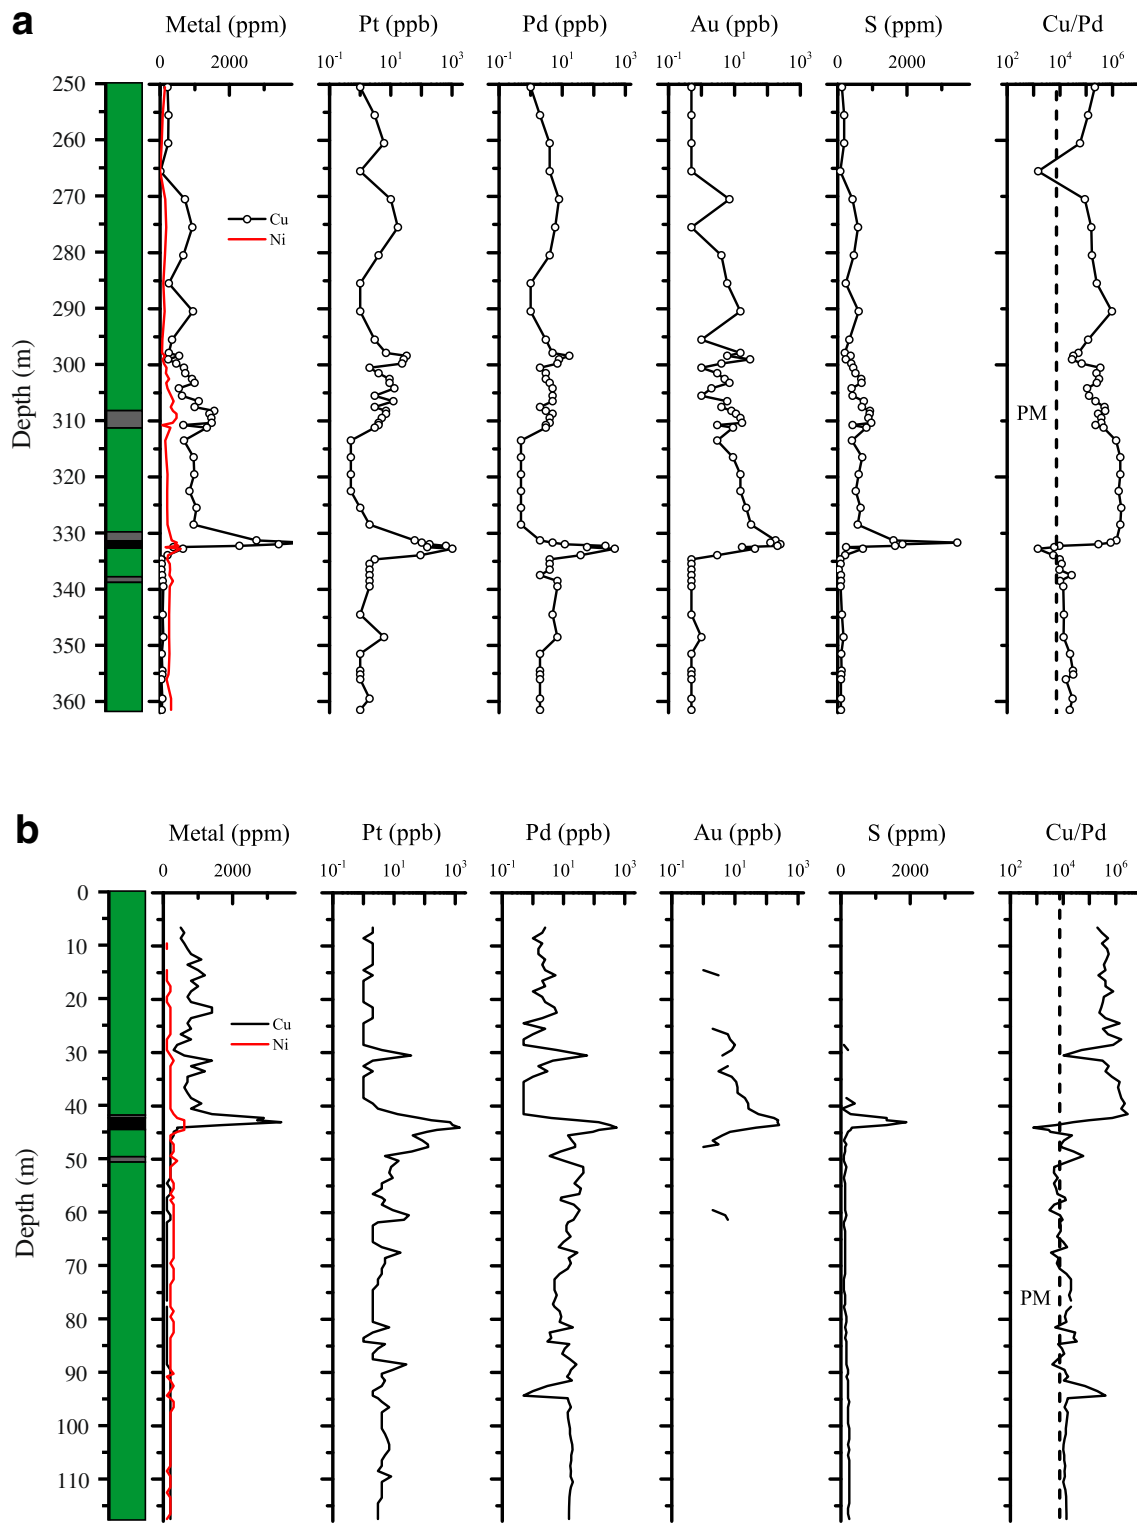 a
Metal (ppm) Pt (ppb) Pd (ppb) Au (ppb) S (ppm) Cu/Pd
0 2000 10⁻¹ 10¹ 10³ 10⁻¹ 10¹ 10³ 10⁻¹ 10¹ 10³ 0 2000 10² 10⁴ 10⁶
250
260
270
Cu
Ni
280
290
300
PM
310
320
330
340
350
360
Depth (m)
b
Metal (ppm) Pt (ppb) Pd (ppb) Au (ppb) S (ppm) Cu/Pd
0 2000 10⁻¹ 10¹ 10³ 10⁻¹ 10¹ 10³ 10⁻¹ 10¹ 10³ 0 2000 10² 10⁴ 10⁶
0
10
20
Cu
Ni
30
40
50
60
70
PM
80
90
100
110
Depth (m)